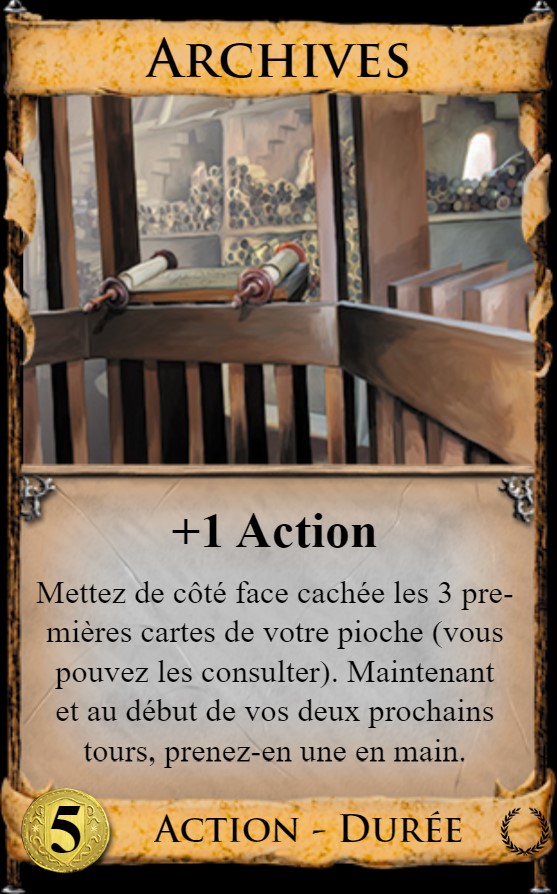 ARCHIVES
+1 Action
Mettez de côté face cachée les 3 pre-
mières cartes de votre pioche (vous
pouvez les consulter). Maintenant
et au début de vos deux prochains
tours, prenez-en une en main.
5
ACTION - DURÉE